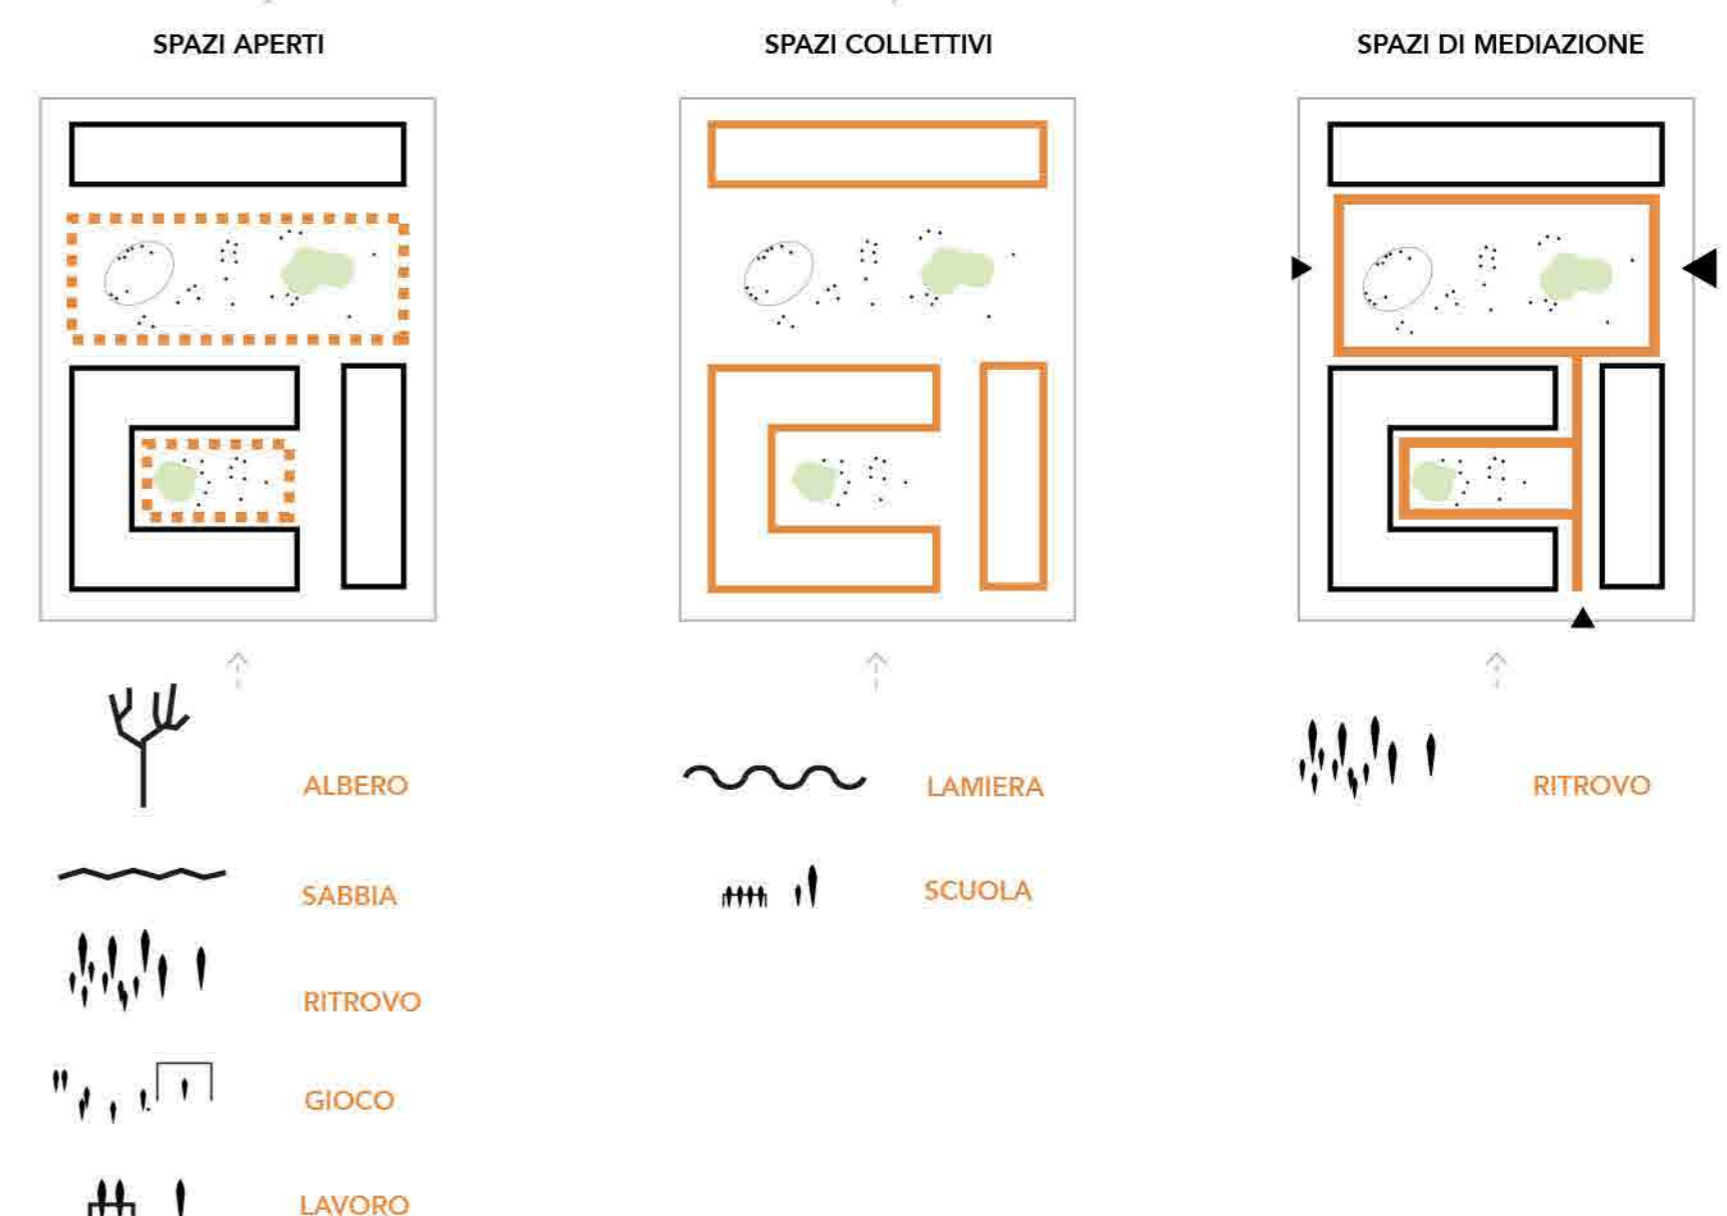 SPAZI APERTI
SPAZI COLLETTIVI
SPAZI DI MEDIAZIONE
ALBERO
LAMIERA
RITROVO
SABBIA
SCUOLA
RITROVO
GIOCO
LAVORO